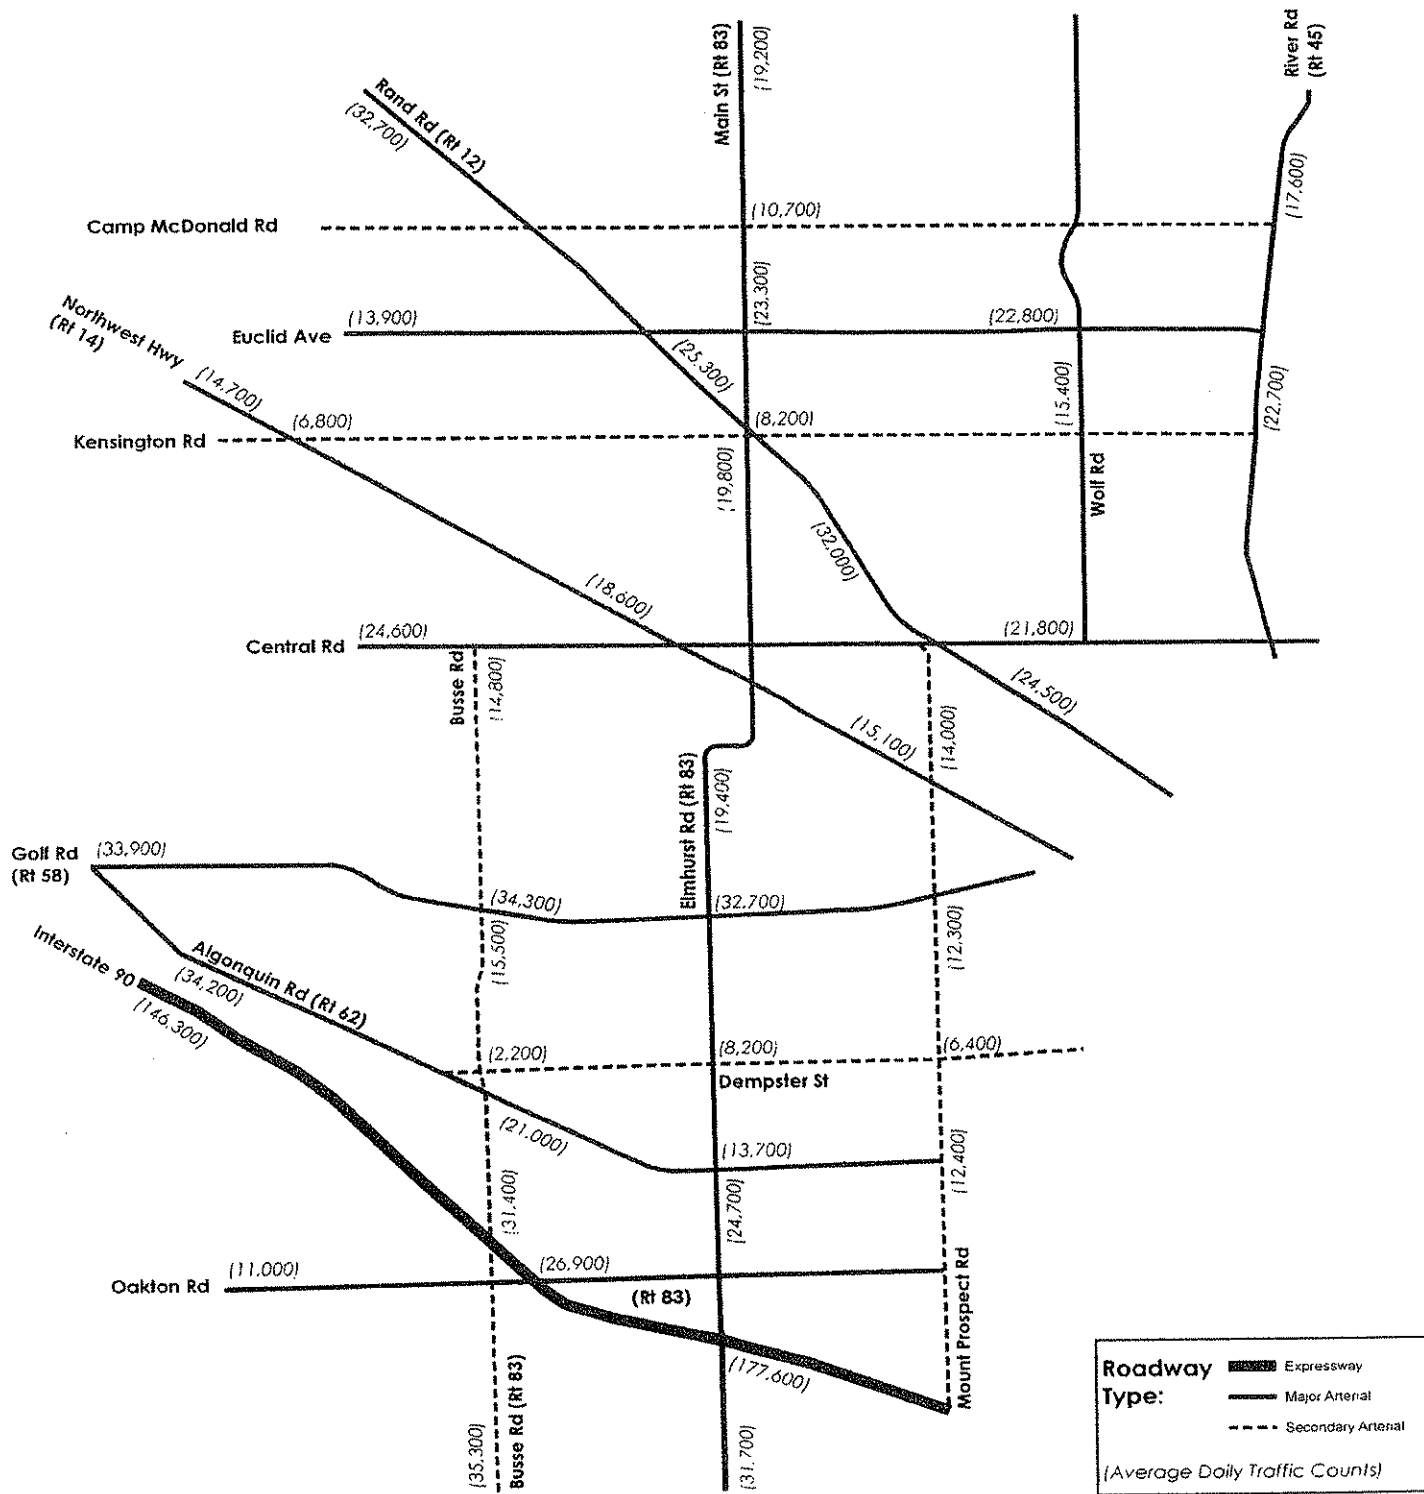 River Rd
(Rt 45)
Main St (Rt 83)
(19,200)
Rand Rd (Rt 12)
(32,700)
(17,600)
Camp McDonald Rd
(10,700)
Northwest Hwy
(Rt 14)
(23,300)
Euclid Ave
(13,900)
(22,800)
(25,300)
(15,400)
(22,700)
(14,700)
Kensington Rd
(6,800)
(8,200)
(19,800)
Wolf Rd
(32,000)
(18,600)
Central Rd
(24,600)
(21,800)
Busse Rd
(14,800)
(24,500)
(15,100)
(14,000)
Elmhurst Rd (Rt 83)
(19,400)
Golf Rd
(Rt 58)
(33,900)
(34,300)
(32,700)
Interstate 90
(15,500)
(12,300)
Algonquin Rd (Rt 62)
(34,200)
(146,300)
(2,200)
(8,200)
(6,400)
Dempster St
(21,000)
(13,700)
(12,400)
(31,400)
(24,700)
Oakton Rd
(11,000)
(26,900)
(Rt 83)
Mount Prospect Rd
(177,600)
Busse Rd (Rt 83)
(35,300)
(31,700)
Roadway
Type:
Expressway
Major Arterial
Secondary Arterial
(Average Daily Traffic Counts)